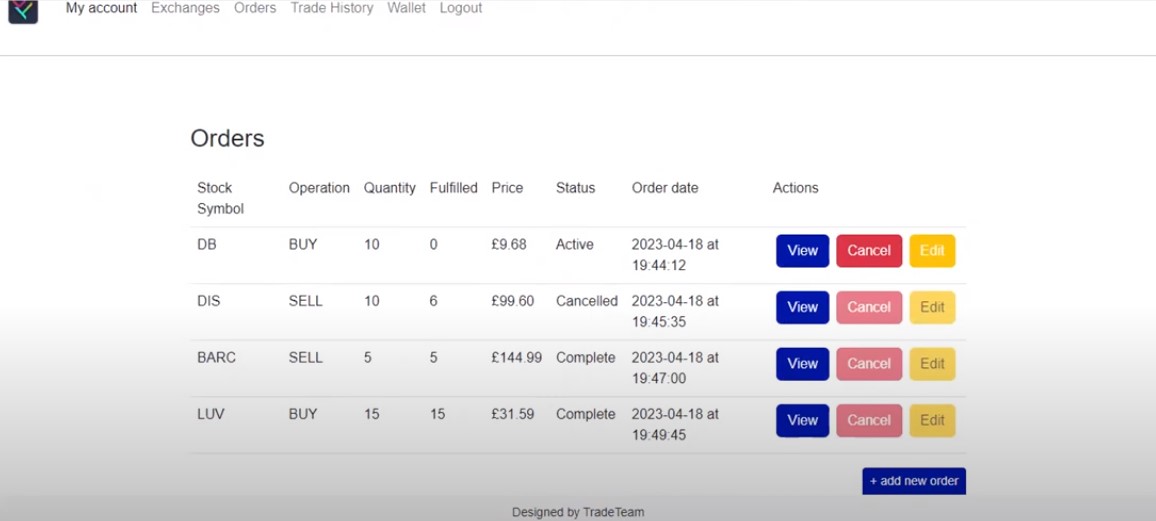 My account Exchanges Orders Trade History Wallet Logout
Orders
Stock Symbol Operation Quantity Fulfilled Price Status Order date Actions
DB BUY 10 0 £9.68 Active 2023-04-18 at 19:44:12 View Cancel Edit
DIS SELL 10 6 £99.60 Cancelled 2023-04-18 at 19:45:35 View Cancel Edit
BARC SELL 5 5 £144.99 Complete 2023-04-18 at 19:47:00 View Cancel Edit
LUV BUY 15 15 £31.59 Complete 2023-04-18 at 19:49:45 View Cancel Edit
+ add new order
Designed by TradeTeam